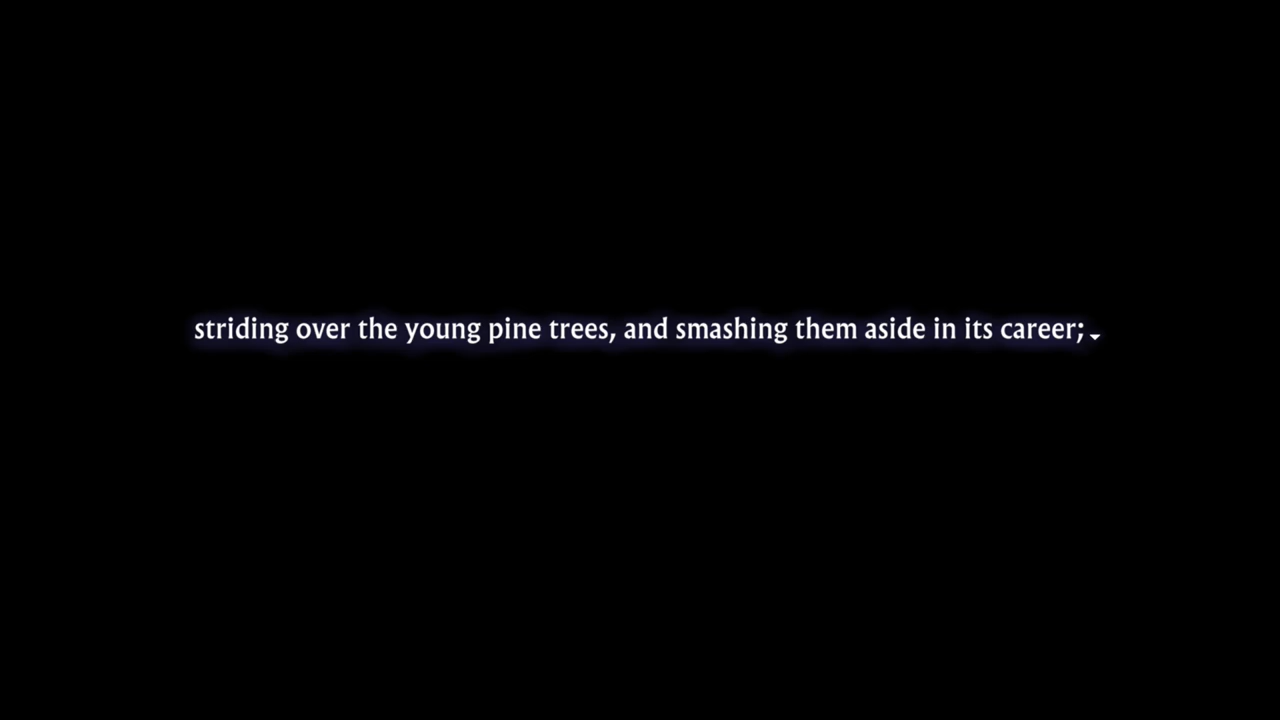 striding over the young pine trees, and smashing them aside in its career;